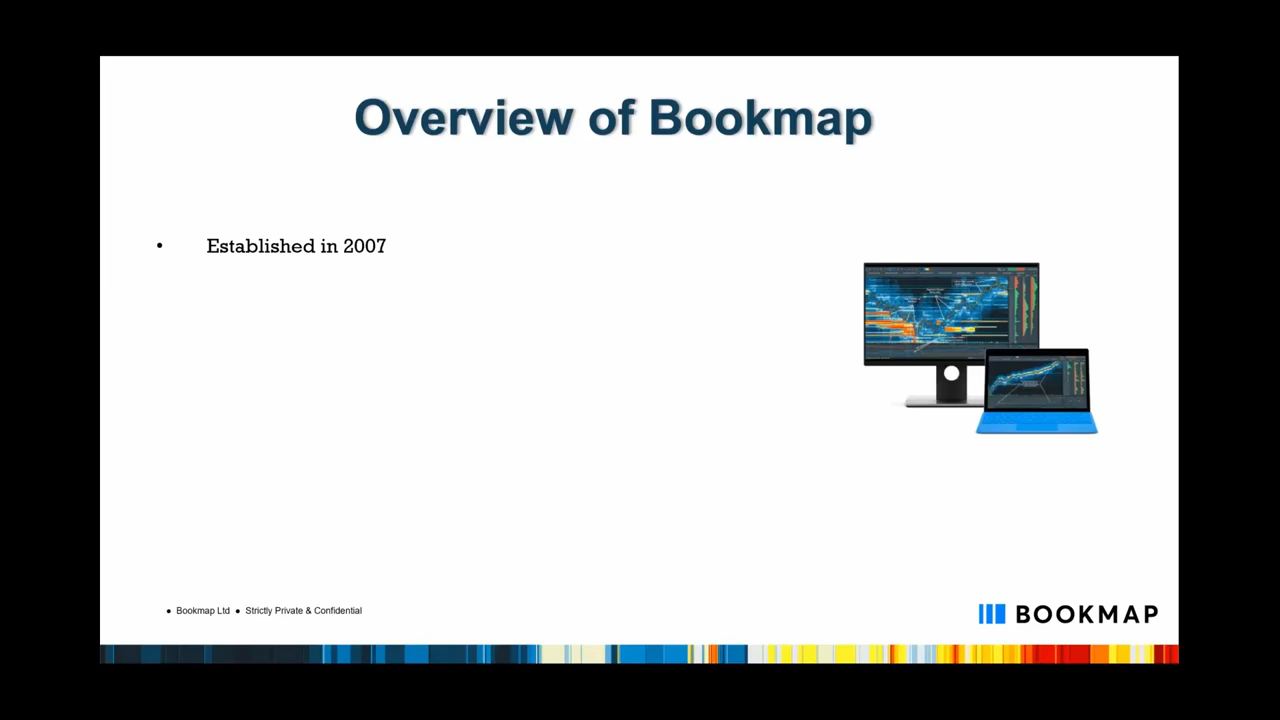 Overview of Bookmap
• Established in 2007
● Bookmap Ltd ● Strictly Private & Confidential
BOOKMAP